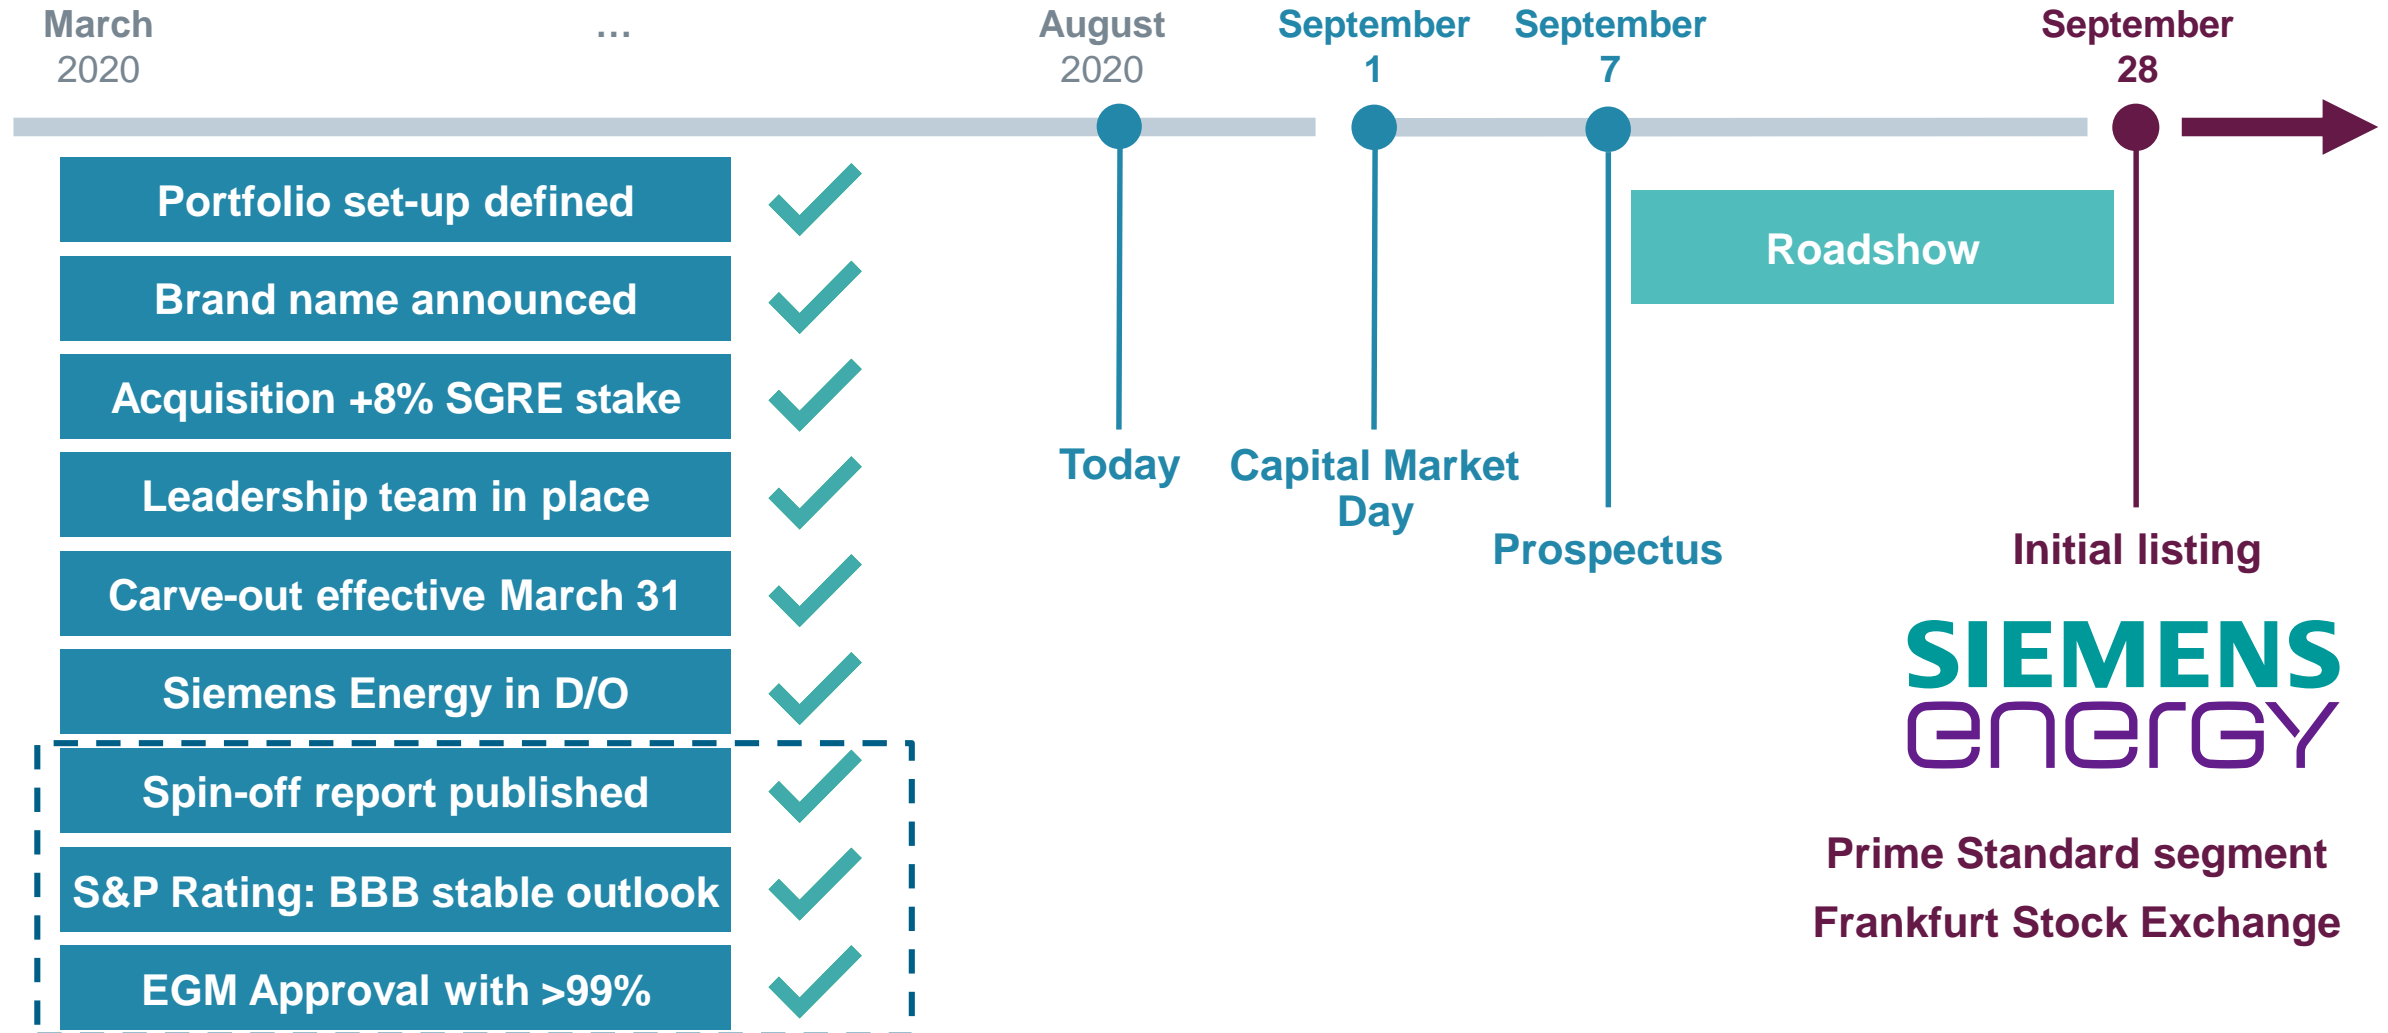 March
2020
…
August
2020
September
1
September
7
September
28
Portfolio set-up defined
Brand name announced
Acquisition +8% SGRE stake
Leadership team in place
Carve-out effective March 31
Siemens Energy in D/O
Spin-off report published
S&P Rating: BBB stable outlook
EGM Approval with >99%
Roadshow
Today
Capital Market
Day
Prospectus
Initial listing
SIEMENS
energy
Prime Standard segment
Frankfurt Stock Exchange